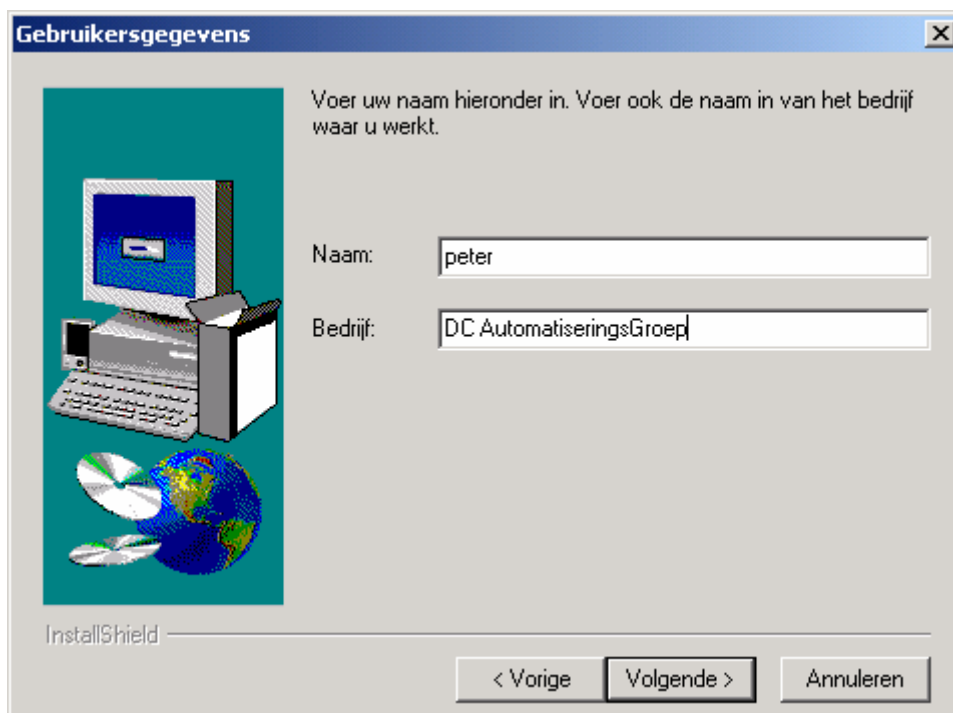 Gebruikersgegevens
Voer uw naam hieronder in. Voer ook de naam in van het bedrijf
waar u werkt.
Naam: peter
Bedrijf: DC AutomatiseringsGroep
InstallShield
< Vorige Volgende > Annuleren